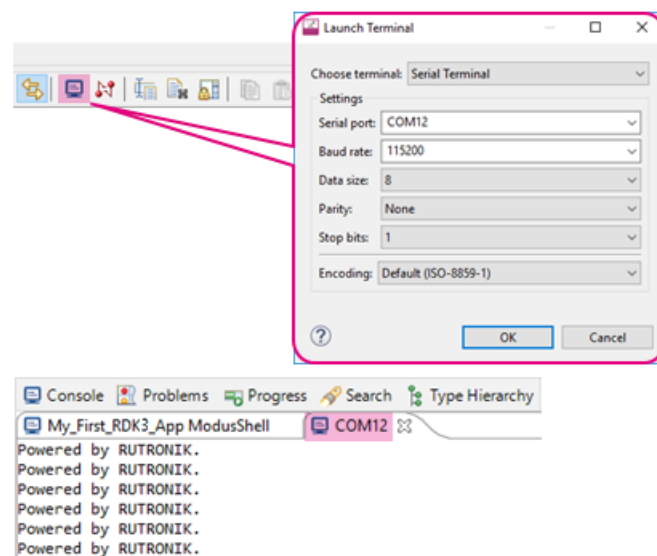 Launch Terminal
Choose terminal: Serial Terminal
Settings
Serial port: COM12
Baud rate: 115200
Data size: 8
Parity: None
Stop bits: 1
Encoding: Default (ISO-8859-1)
OK Cancel
Console Problems Progress Search Type Hierarchy
My_First_RDK3_App ModusShell COM12
Powered by RUTRONIK.
Powered by RUTRONIK.
Powered by RUTRONIK.
Powered by RUTRONIK.
Powered by RUTRONIK.
Powered by RUTRONIK.